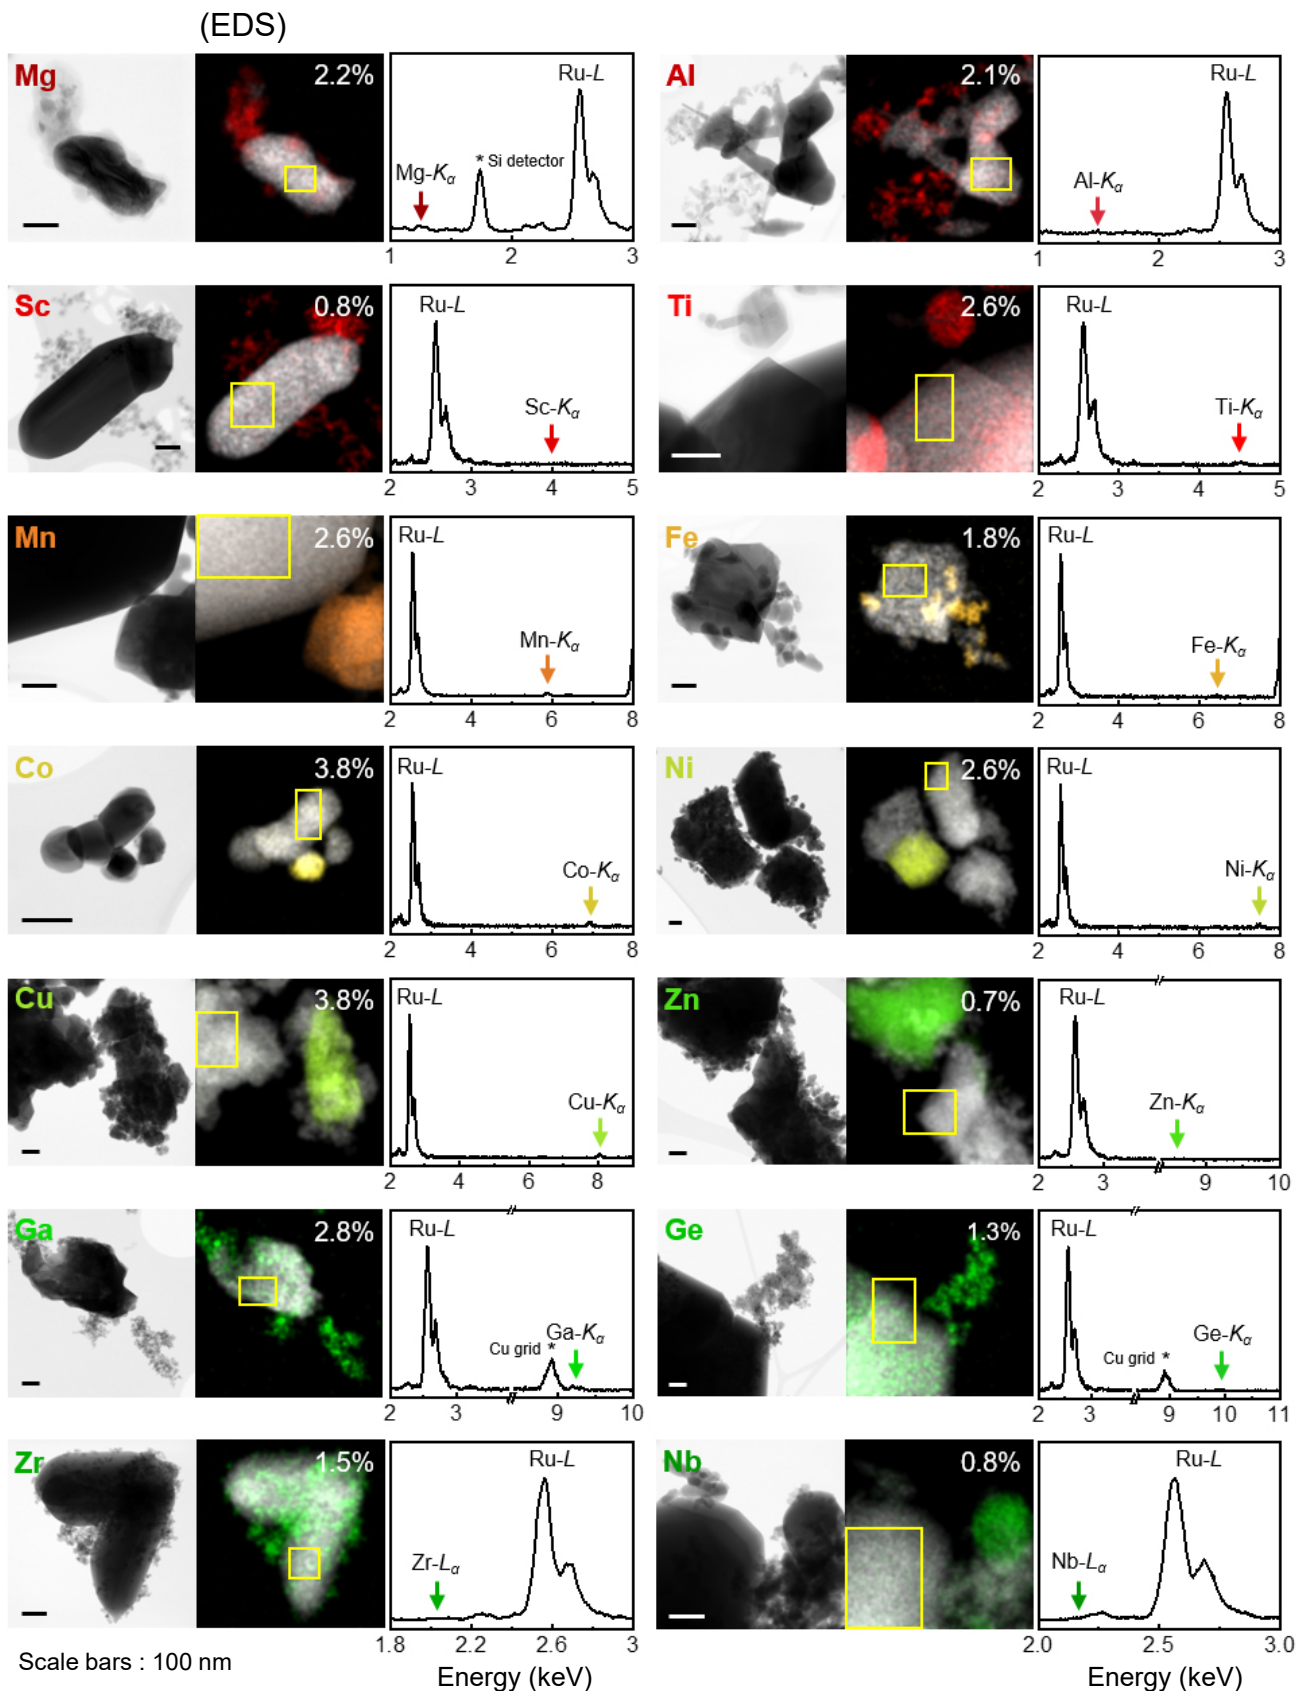 (EDS)
Mg
2.2%
Ru-L
* Si detector
Mg-Kα
1 2 3
Al
2.1%
Ru-L
Al-Kα
1 2 3
Sc
0.8%
Ru-L
Sc-Kα
2 3 4 5
Ti
2.6%
Ru-L
Ti-Kα
2 3 4 5
Mn
2.6%
Ru-L
Mn-Kα
2 4 6 8
Fe
1.8%
Ru-L
Fe-Kα
2 4 6 8
Co
3.8%
Ru-L
Co-Kα
2 4 6 8
Ni
2.6%
Ru-L
Ni-Kα
2 4 6 8
Cu
3.8%
Ru-L
Cu-Kα
2 4 6 8
Zn
0.7%
Ru-L
Zn-Kα
2 3 9 10
Ga
2.8%
Ru-L
Ga-Kα
Cu grid *
2 3 9 10
Ge
1.3%
Ru-L
Ge-Kα
Cu grid *
2 3 9 10 11
Zr
1.5%
Ru-L
Zr-Lα
1.8 2.2 2.6 3
Nb
0.8%
Ru-L
Nb-Lα
2.0 2.5 3.0
Scale bars : 100 nm
Energy (keV)
Energy (keV)